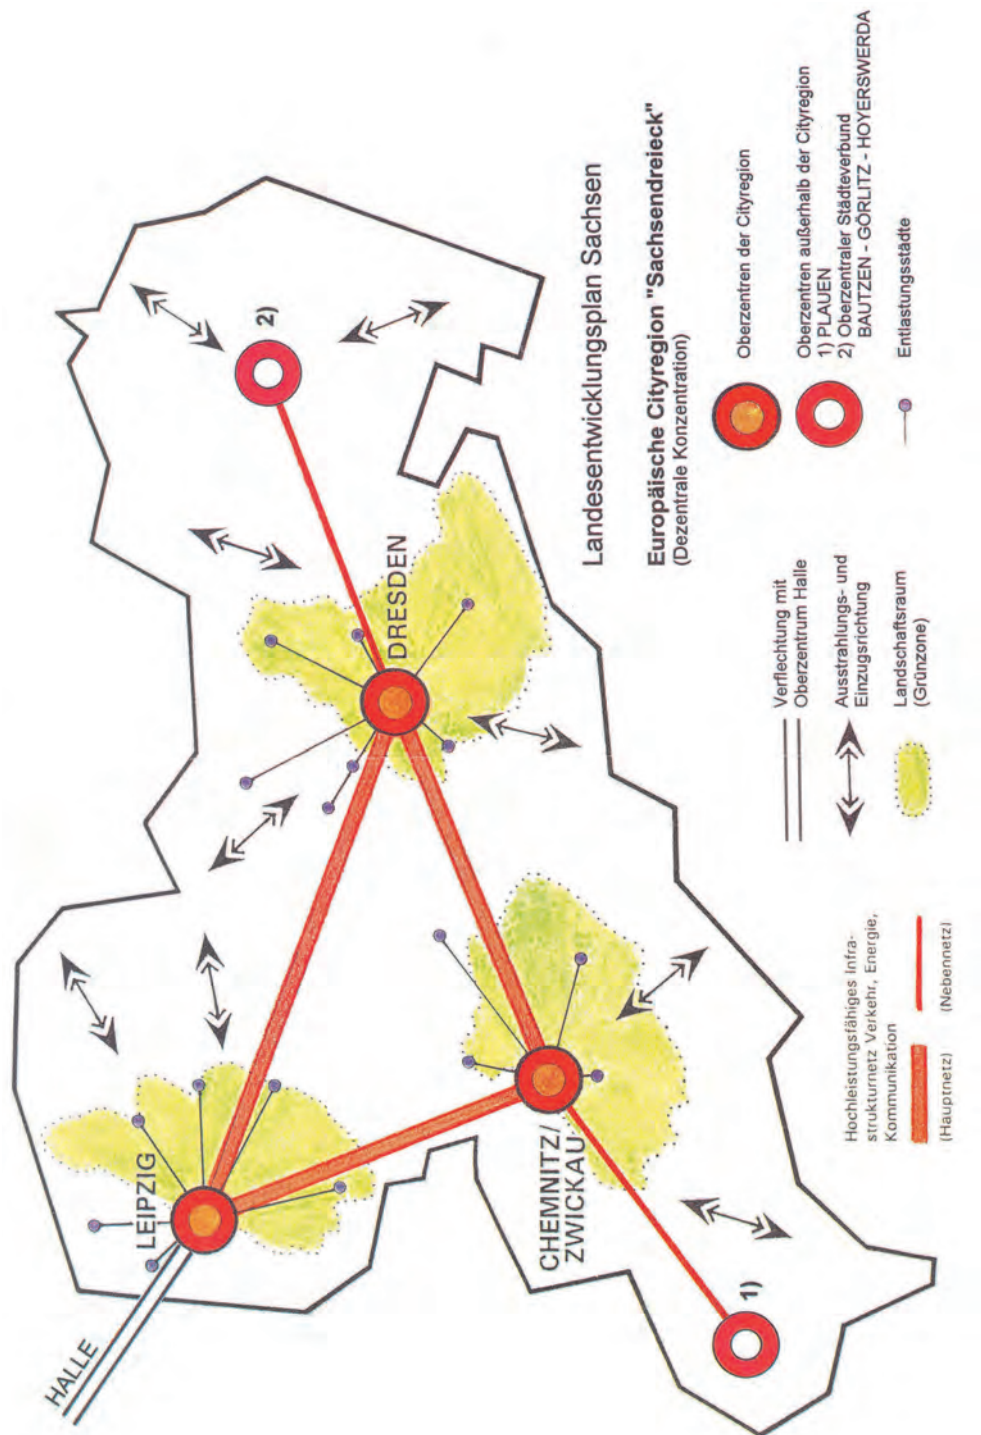 HALLE
LEIPZIG
DRESDEN
CHEMNITZ/
ZWICKAU
1)
2)
Landesentwicklungsplan Sachsen
Europäische Cityregion "Sachsendreieck"
(Dezentrale Konzentration)
Hochleistungsfähiges Infra-
strukturnetz Verkehr, Energie,
Kommunikation
(Hauptnetz)
(Nebennetz)
Verflechtung mit
Oberzentrum Halle
Ausstrahlungs- und
Einzugsrichtung
Landschaftsraum
(Grünzone)
Oberzentren der Cityregion
Oberzentren außerhalb der Cityregion
1) PLAUEN
2) Oberzentraler Städteverbund
BAUTZEN - GÖRLITZ - HOYERSWERDA
Entlastungsstädte